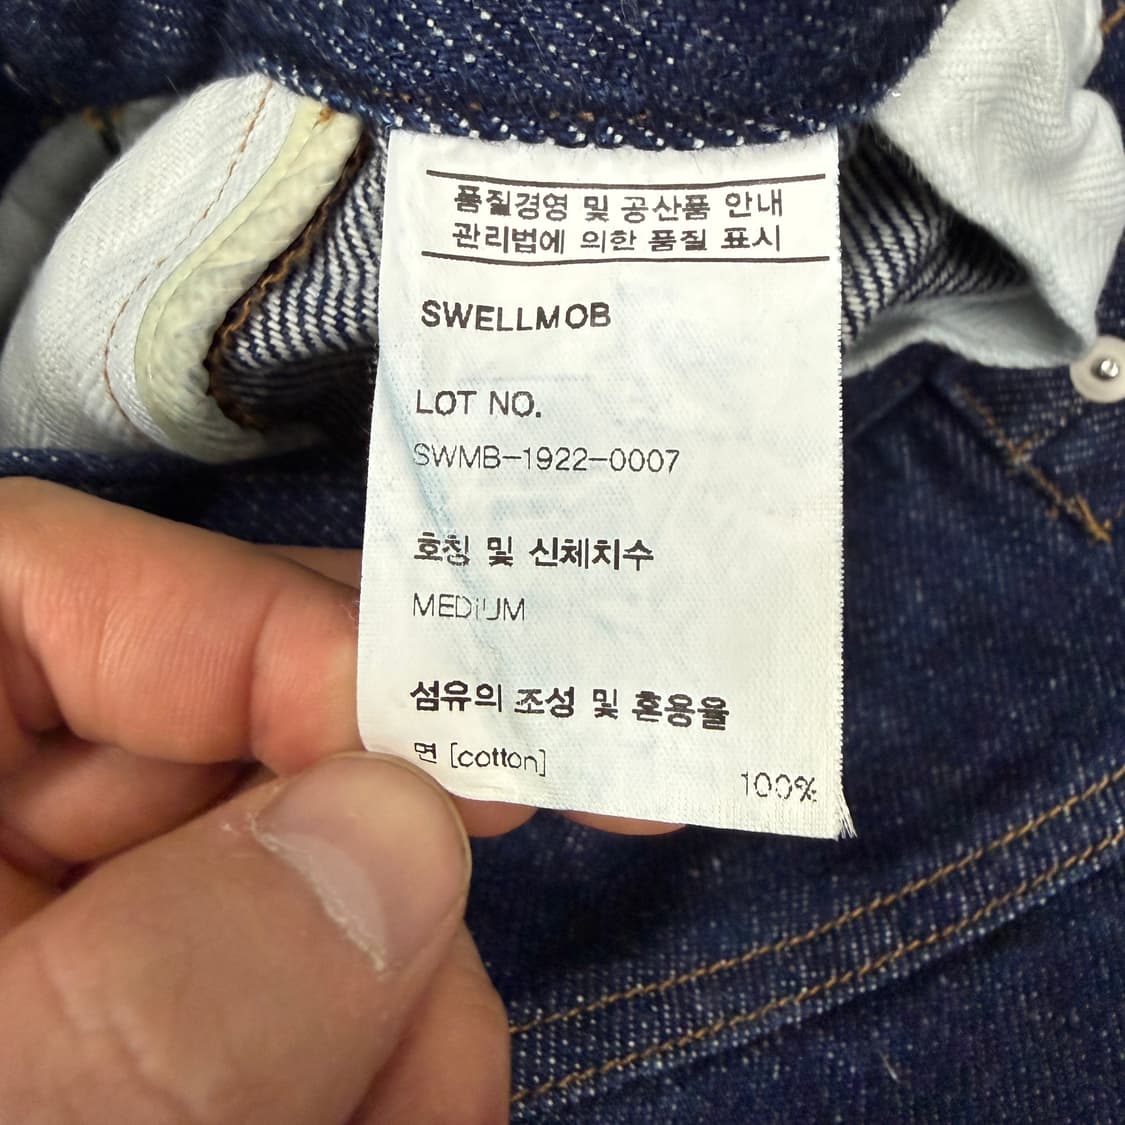 품질경영 및 공산품 안내
관리법에 의한 품질 표시
SWELLMOB
LOT NO.
SWMB-1922-0007
호칭 및 신체치수
MEDIUM
섬유의 조성 및 혼용율
면 [cotton]
100%